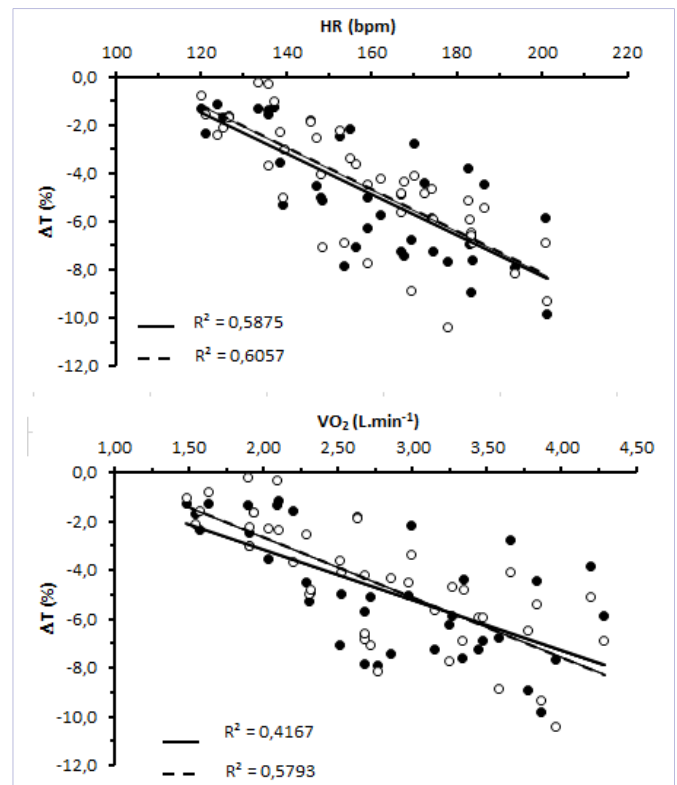 HR (bpm)
100 120 140 160 180 200 220
0,0
-2,0
-4,0
-6,0
-8,0
-10,0
-12,0
ΔT (%)
R² = 0,5875
R² = 0,6057
VO₂ (L.min⁻¹)
1,00 1,50 2,00 2,50 3,00 3,50 4,00 4,50
0,0
-2,0
-4,0
-6,0
-8,0
-10,0
-12,0
ΔT (%)
R² = 0,4167
R² = 0,5793